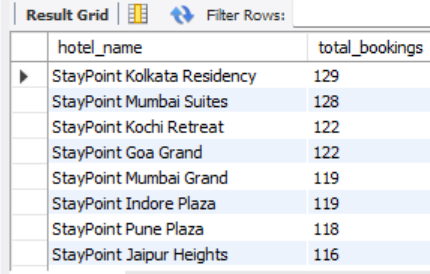 Result Grid Filter Rows:
hotel_name total_bookings
StayPoint Kolkata Residency 129
StayPoint Mumbai Suites 128
StayPoint Kochi Retreat 122
StayPoint Goa Grand 122
StayPoint Mumbai Grand 119
StayPoint Indore Plaza 119
StayPoint Pune Plaza 118
StayPoint Jaipur Heights 116